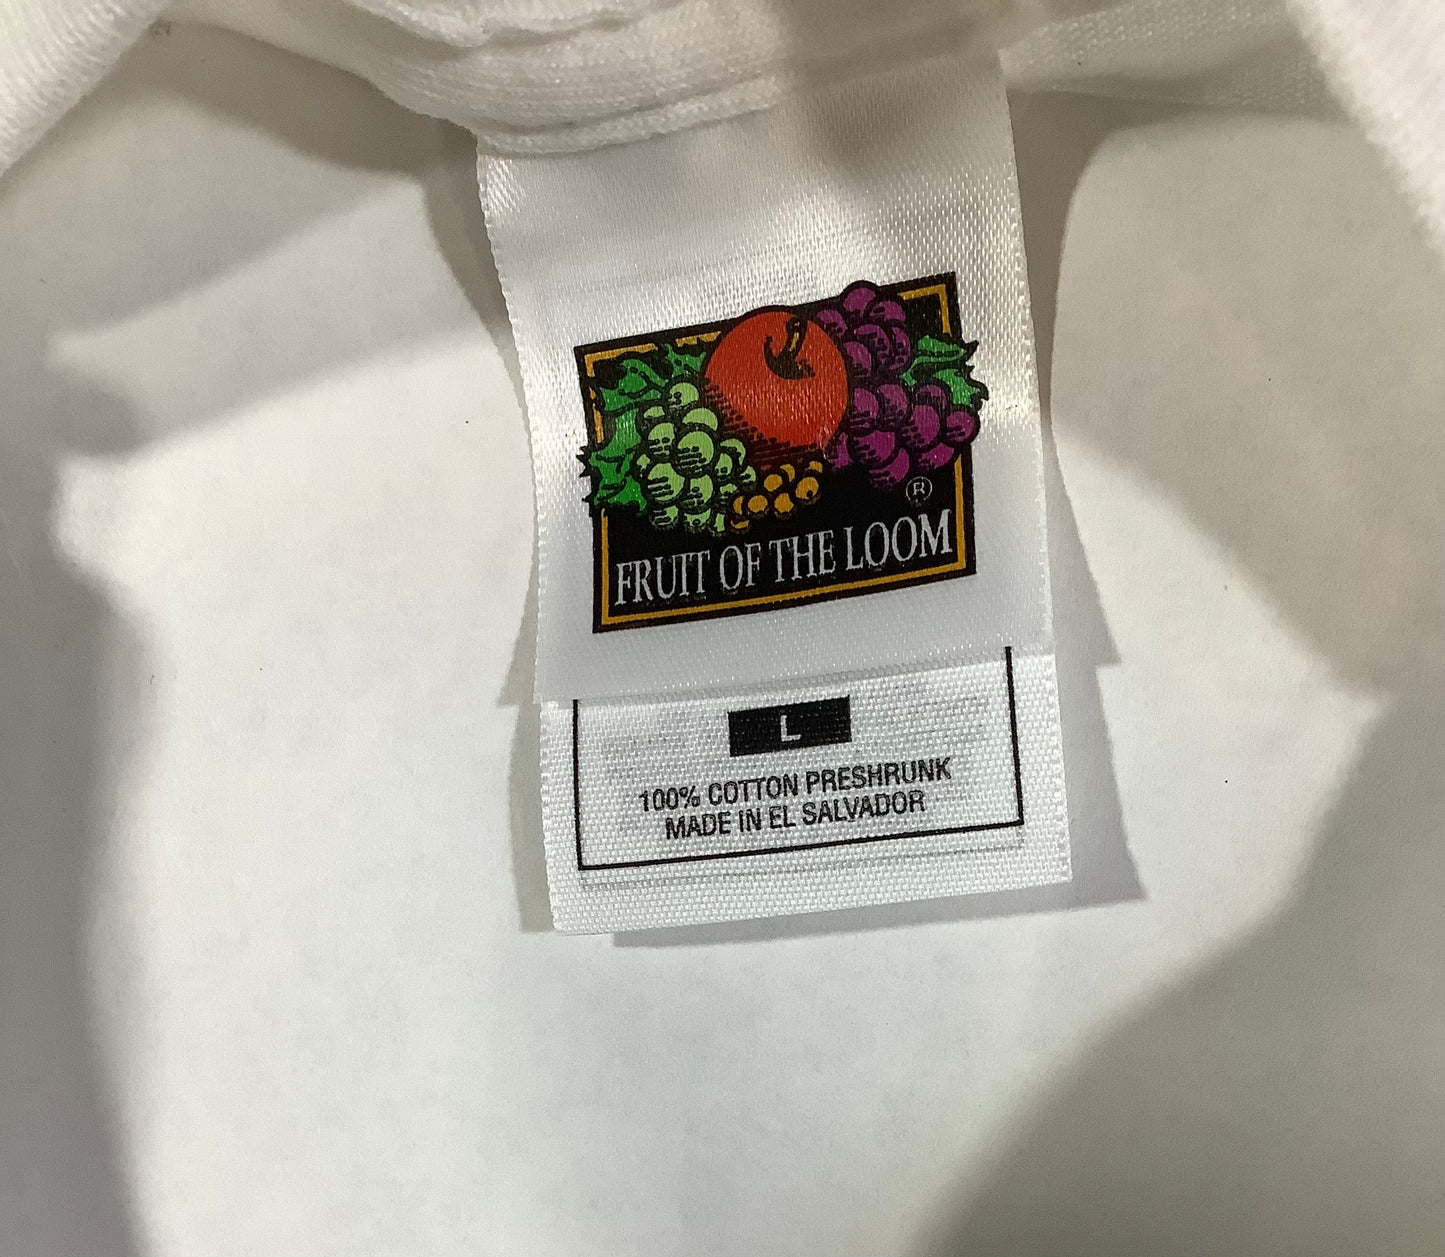 ®
FRUIT OF THE LOOM
L
100% COTTON PRESHRUNK
MADE IN EL SALVADOR